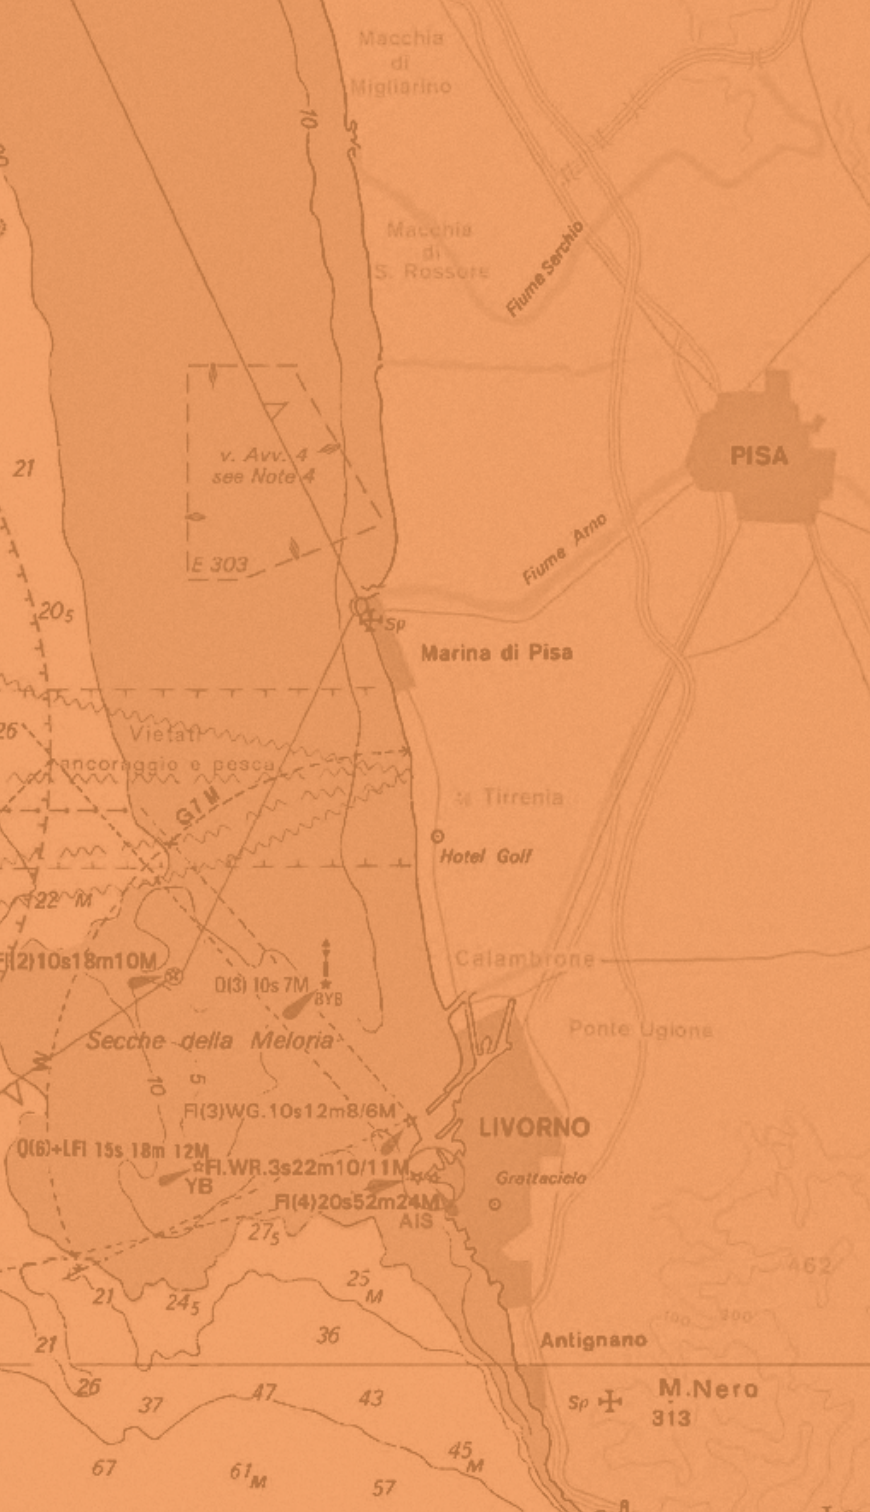 Macchia
di
Migliarino
10
Macchia
di
S. Rossore
Fiume Serchio
PISA
v. Avv. 4
see Note 4
21
E 303
Fiume Arno
20₅
Sp
Marina di Pisa
26
Vietati
ancoraggio e pesca
G7 M
Tirrenia
Hotel Golf
22 M
Fl(2)10s18m10M
Q(3) 10s 7M
BYB
Calambrone
Secche della Meloria
Ponte Ugione
W
10
5
Fl(3)WG.10s12m8/6M
LIVORNO
Q(6)+LFl 15s 18m 12M
Fl.WR.3s22m10/11M
YB
Grattacielo
Fl(4)20s52m24M
AIS
27₅
462
25
M
21
24₅
36
21
Antignano
26
37
47
43
Sp
M.Nero
313
67
61
M
45
M
57